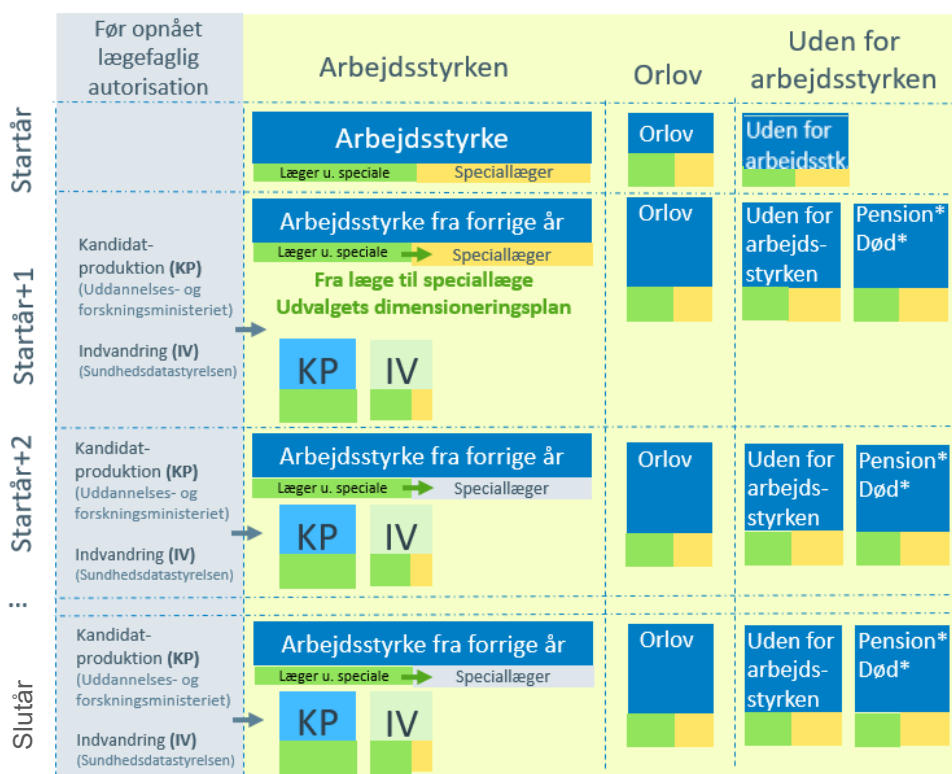 Før opnået
lægefaglig
autorisation
Arbejdsstyrken
Orlov
Uden for
arbejdsstyrken
Startår
Arbejdsstyrke
Læger u. speciale
Speciallæger
Orlov
Uden for
arbejdsstk.
Startår+1
Kandidat-
produktion (KP)
(Uddannelses- og
forskningsministeriet)
Indvandring (IV)
(Sundhedsdatastyrelsen)
Arbejdsstyrke fra forrige år
Læger u. speciale
Speciallæger
Fra læge til speciallæge
Udvalgets dimensioneringsplan
KP
IV
Orlov
Uden for
arbejds-
styrken
Pension*
Død*
Startår+2
Kandidat-
produktion (KP)
(Uddannelses- og
forskningsministeriet)
Indvandring (IV)
(Sundhedsdatastyrelsen)
Arbejdsstyrke fra forrige år
Læger u. speciale
Speciallæger
KP
IV
Orlov
Uden for
arbejds-
styrken
Pension*
Død*
...
Slutår
Kandidat-
produktion (KP)
(Uddannelses- og
forskningsministeriet)
Indvandring (IV)
(Sundhedsdatastyrelsen)
Arbejdsstyrke fra forrige år
Læger u. speciale
Speciallæger
KP
IV
Orlov
Uden for
arbejds-
styrken
Pension*
Død*